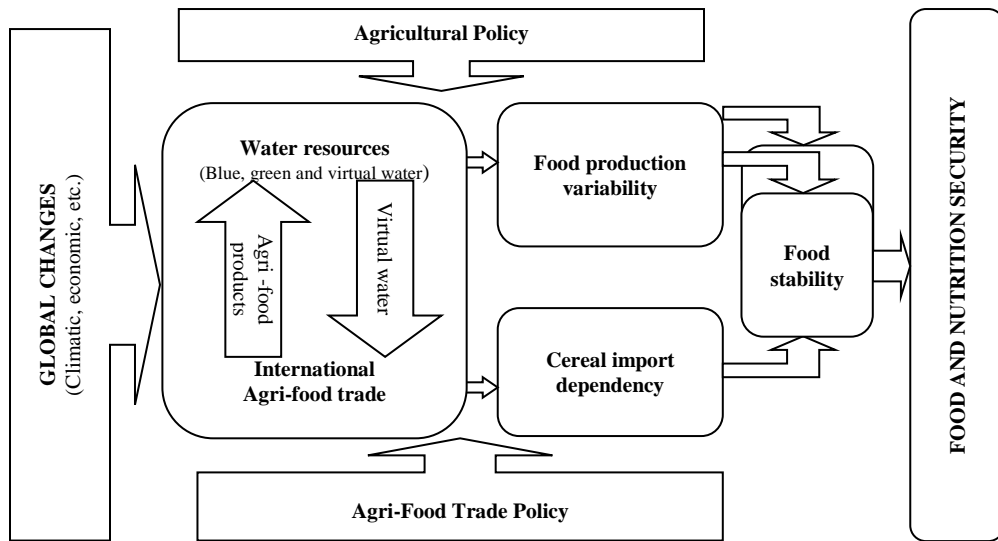 Agricultural Policy
GLOBAL CHANGES
(Climatic, economic, etc.)
Water resources
(Blue, green and virtual water)
Agri -food
products
Virtual water
International
Agri-food trade
Food production
variability
Cereal import
dependency
Food
stability
FOOD AND NUTRITION SECURITY
Agri-Food Trade Policy